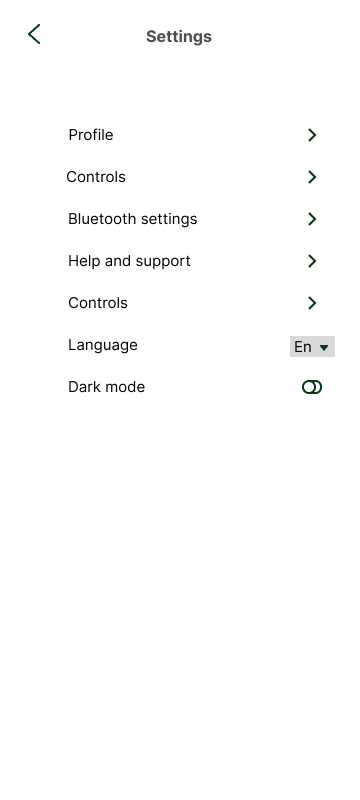 Settings
Profile
Controls
Bluetooth settings
Help and support
Controls
Language
En
Dark mode